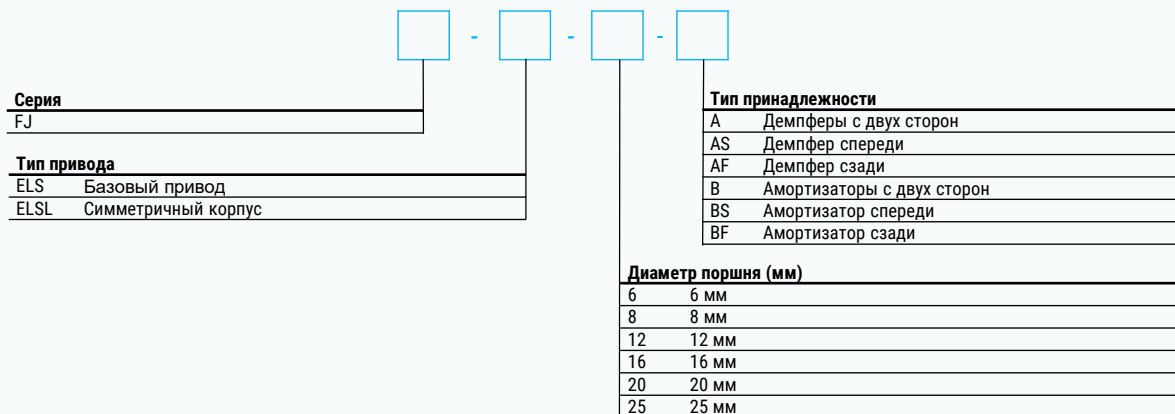 - - -
Серия
FJ
Тип привода
ELS Базовый привод
ELSL Симметричный корпус
Тип принадлежности
A Демпферы с двух сторон
AS Демпфер спереди
AF Демпфер сзади
B Амортизаторы с двух сторон
BS Амортизатор спереди
BF Амортизатор сзади
Диаметр поршня (мм)
6 6 мм
8 8 мм
12 12 мм
16 16 мм
20 20 мм
25 25 мм